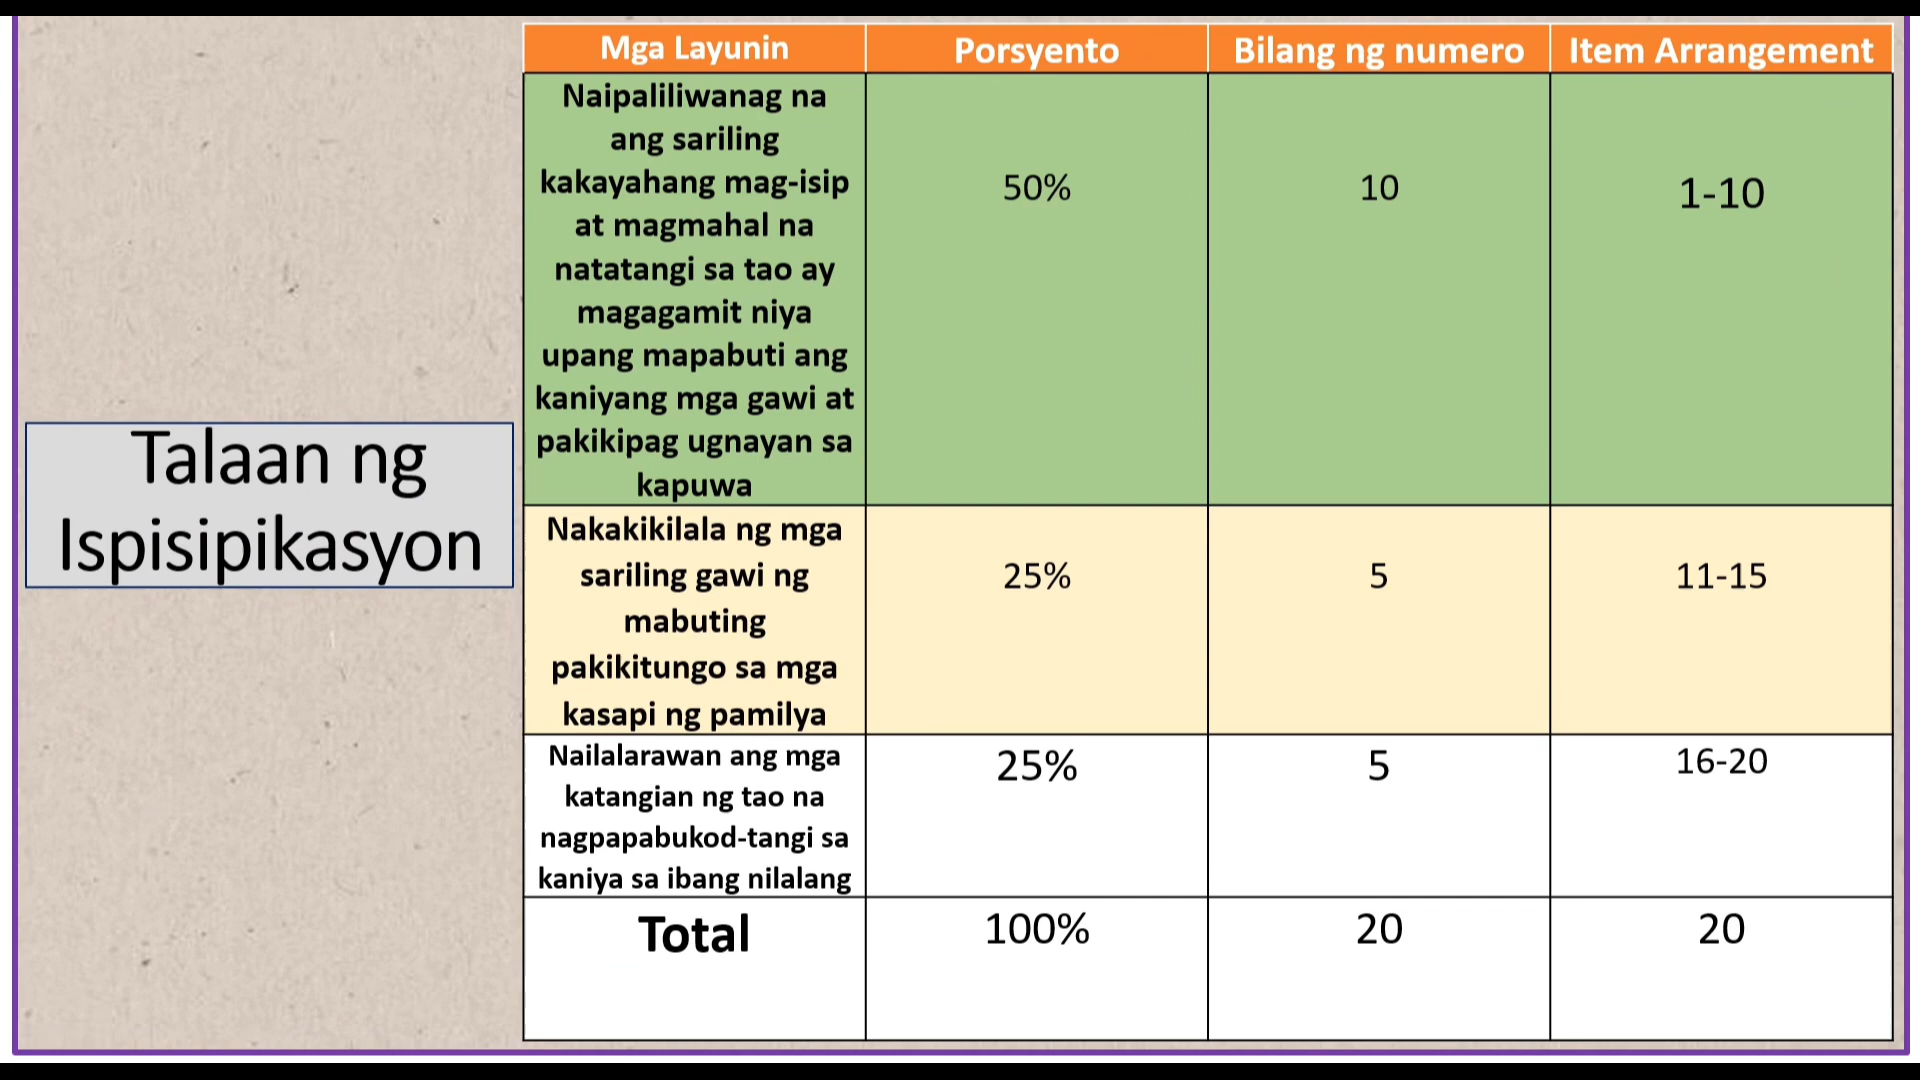 Talaan ng
Ispisipikasyon
Mga Layunin Porsyento Bilang ng numero Item Arrangement
Naipaliliwanag na
ang sariling
kakayahang mag-isip
at magmahal na
natatangi sa tao ay
magagamit niya
upang mapabuti ang
kaniyang mga gawi at
pakikipag ugnayan sa
kapuwa
50% 10 1-10
Nakakikilala ng mga
sariling gawi ng
mabuting
pakikitungo sa mga
kasapi ng pamilya
25% 5 11-15
Nailalarawan ang mga
katangian ng tao na
nagpapabukod-tangi sa
kaniya sa ibang nilalang
25% 5 16-20
Total 100% 20 20